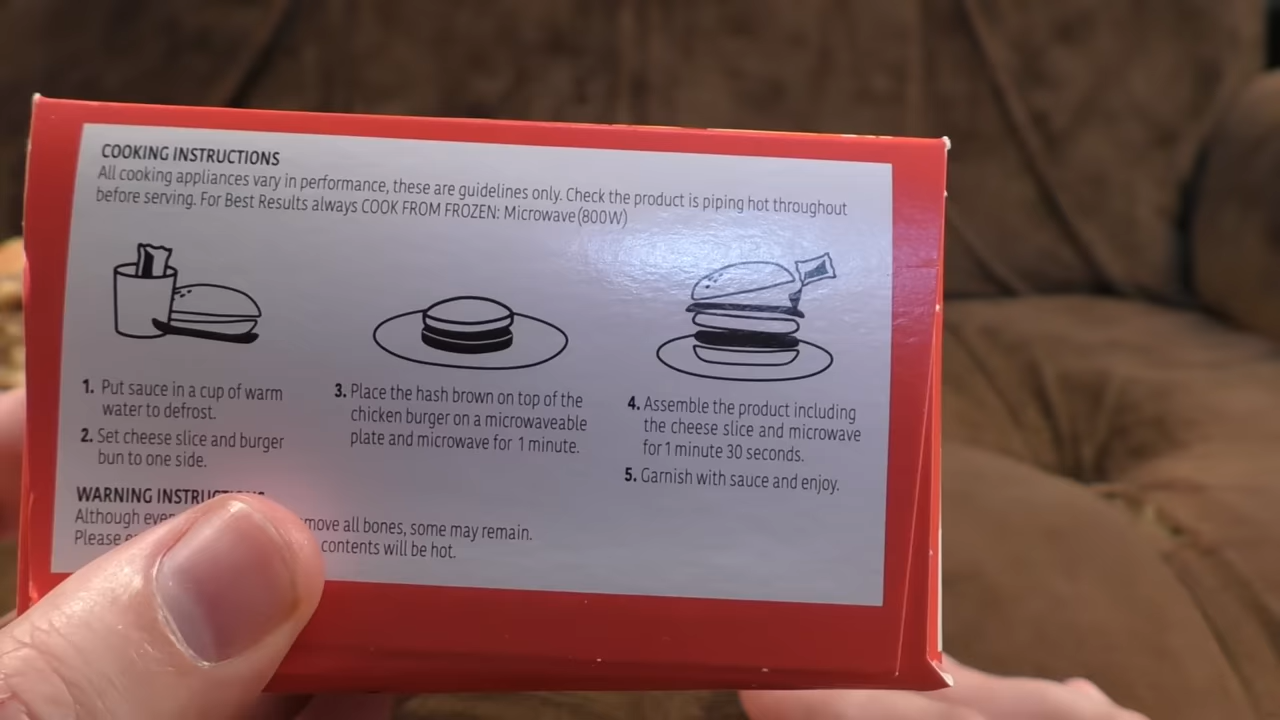 COOKING INSTRUCTIONS
All cooking appliances vary in performance, these are guidelines only. Check the product is piping hot throughout
before serving. For Best Results always COOK FROM FROZEN: Microwave (800W)
1. Put sauce in a cup of warm
water to defrost.
2. Set cheese slice and burger
bun to one side.
3. Place the hash brown on top of the
chicken burger on a microwaveable
plate and microwave for 1 minute.
4. Assemble the product including
the cheese slice and microwave
for 1 minute 30 seconds.
5. Garnish with sauce and enjoy.
WARNING INSTRUCTIONS
Although all bones, some may remain.
Please contents will be hot.